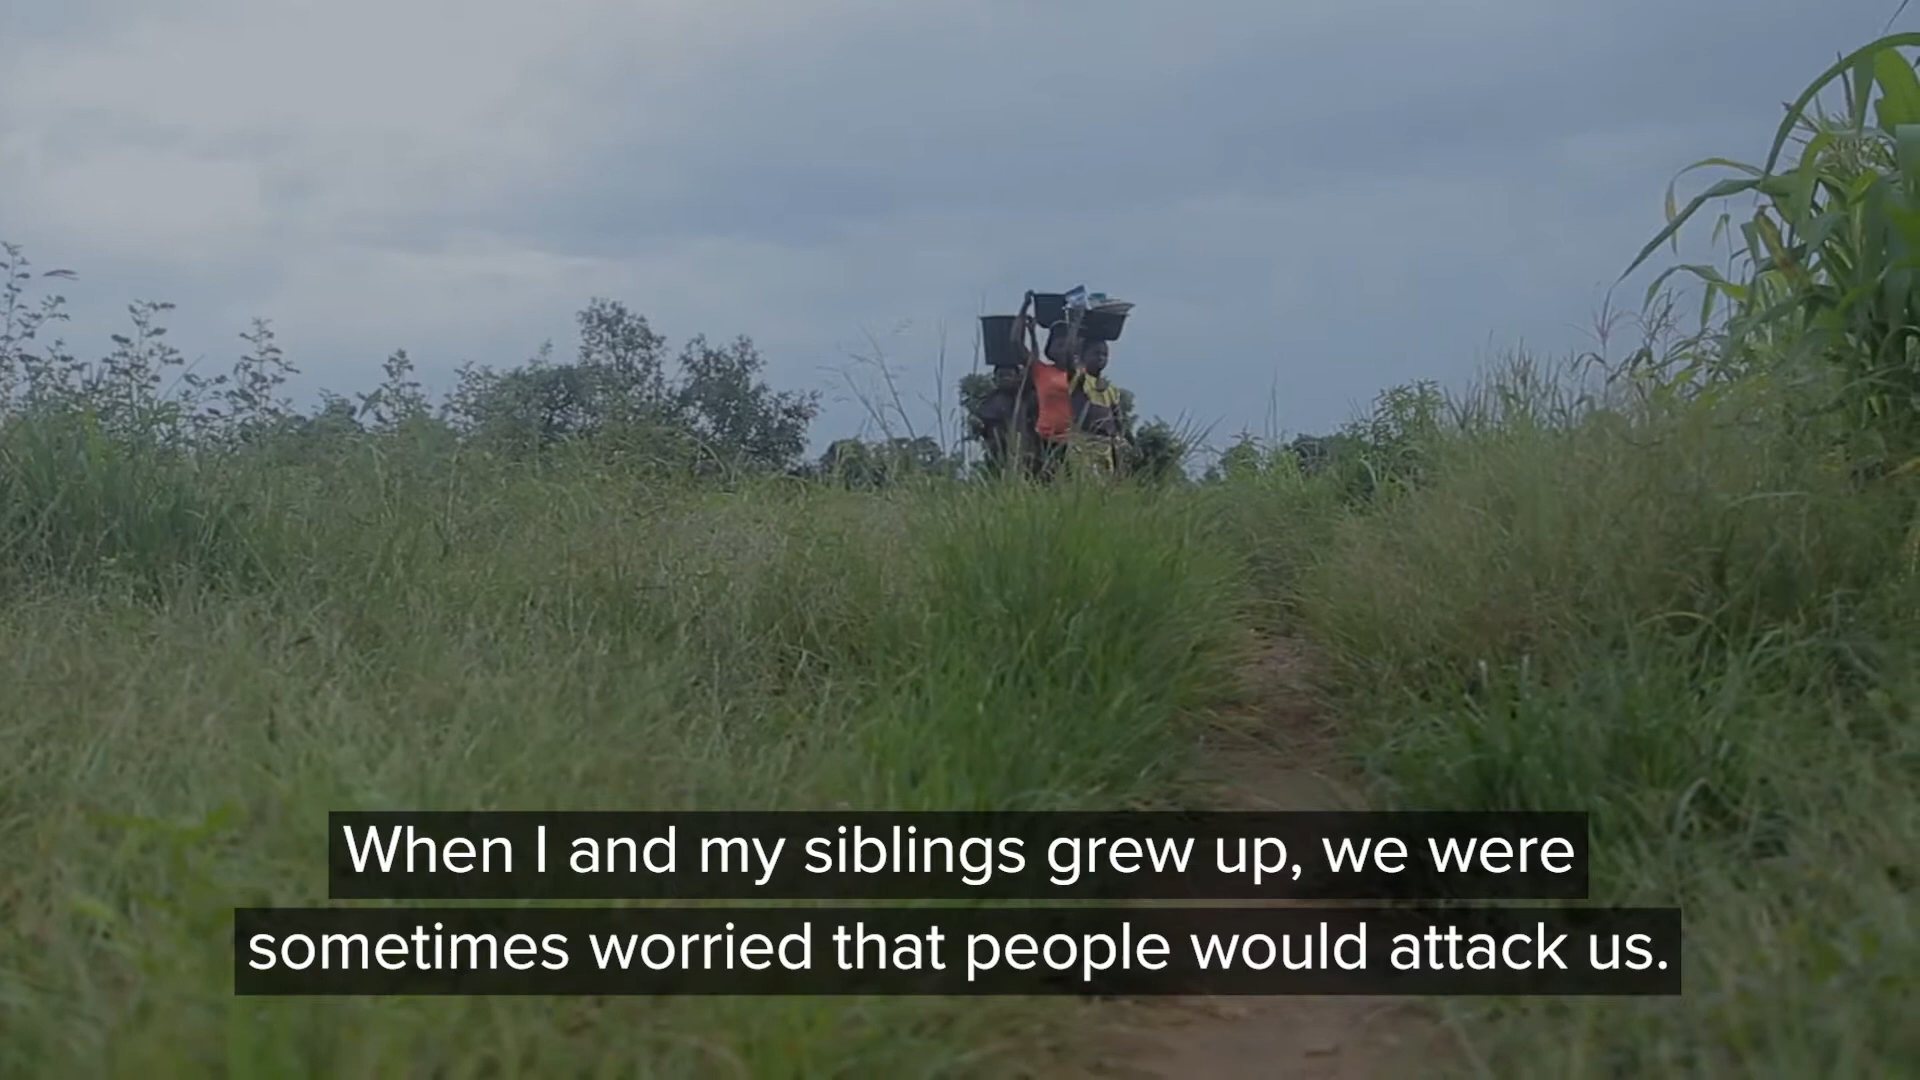 When I and my siblings grew up, we were
sometimes worried that people would attack us.